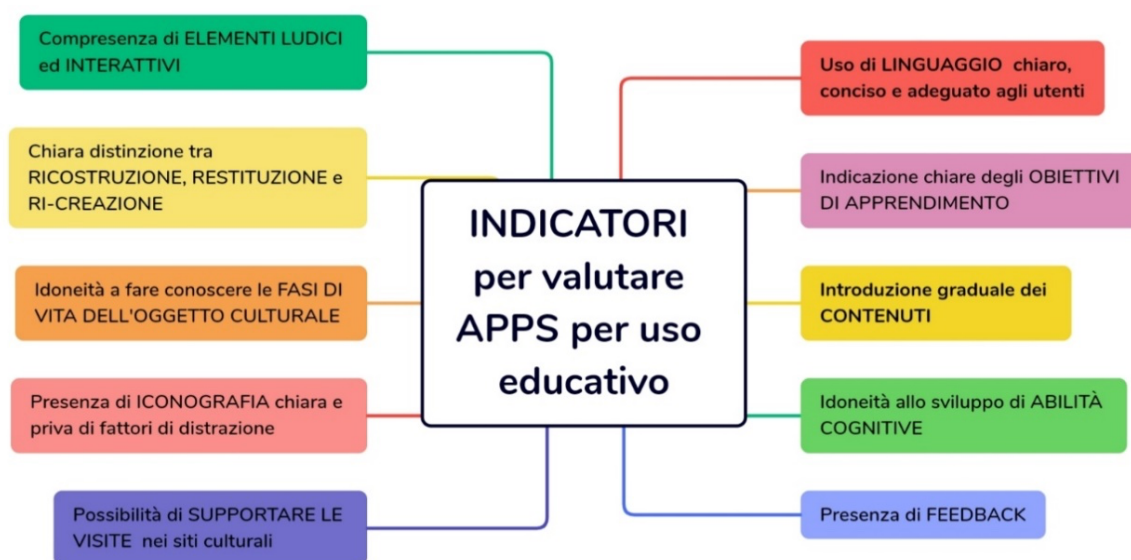 Compresenza di ELEMENTI LUDICI
ed INTERATTIVI
Chiara distinzione tra
RICOSTRUZIONE, RESTITUZIONE e
RI-CREAZIONE
Idoneità a fare conoscere le FASI DI
VITA DELL'OGGETTO CULTURALE
Presenza di ICONOGRAFIA chiara e
priva di fattori di distrazione
Possibilità di SUPPORTARE LE
VISITE nei siti culturali
INDICATORI
per valutare
APPS per uso
educativo
Uso di LINGUAGGIO chiaro,
conciso e adeguato agli utenti
Indicazione chiare degli OBIETTIVI
DI APPRENDIMENTO
Introduzione graduale dei
CONTENUTI
Idoneità allo sviluppo di ABILITÀ
COGNITIVE
Presenza di FEEDBACK